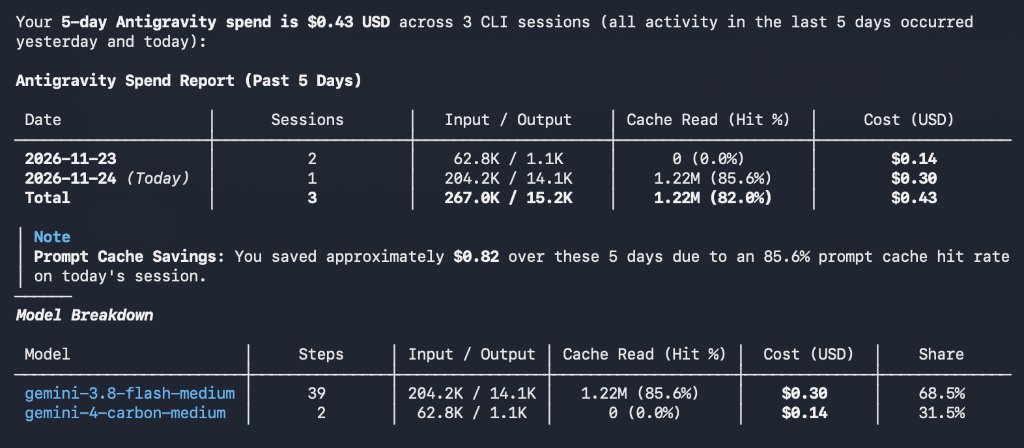 Your 5-day Antigravity spend is $0.43 USD across 3 CLI sessions (all activity in the last 5 days occurred
yesterday and today):
Antigravity Spend Report (Past 5 Days)
Date Sessions Input / Output Cache Read (Hit %) Cost (USD)
2026-11-23 2 62.8K / 1.1K 0 (0.0%) $0.14
2026-11-24 (Today) 1 204.2K / 14.1K 1.22M (85.6%) $0.30
Total 3 267.0K / 15.2K 1.22M (82.0%) $0.43
Note
Prompt Cache Savings: You saved approximately $0.82 over these 5 days due to an 85.6% prompt cache hit rate
on today's session.
Model Breakdown
Model Steps Input / Output Cache Read (Hit %) Cost (USD) Share
gemini-3.8-flash-medium 39 204.2K / 14.1K 1.22M (85.6%) $0.30 68.5%
gemini-4-carbon-medium 2 62.8K / 1.1K 0 (0.0%) $0.14 31.5%